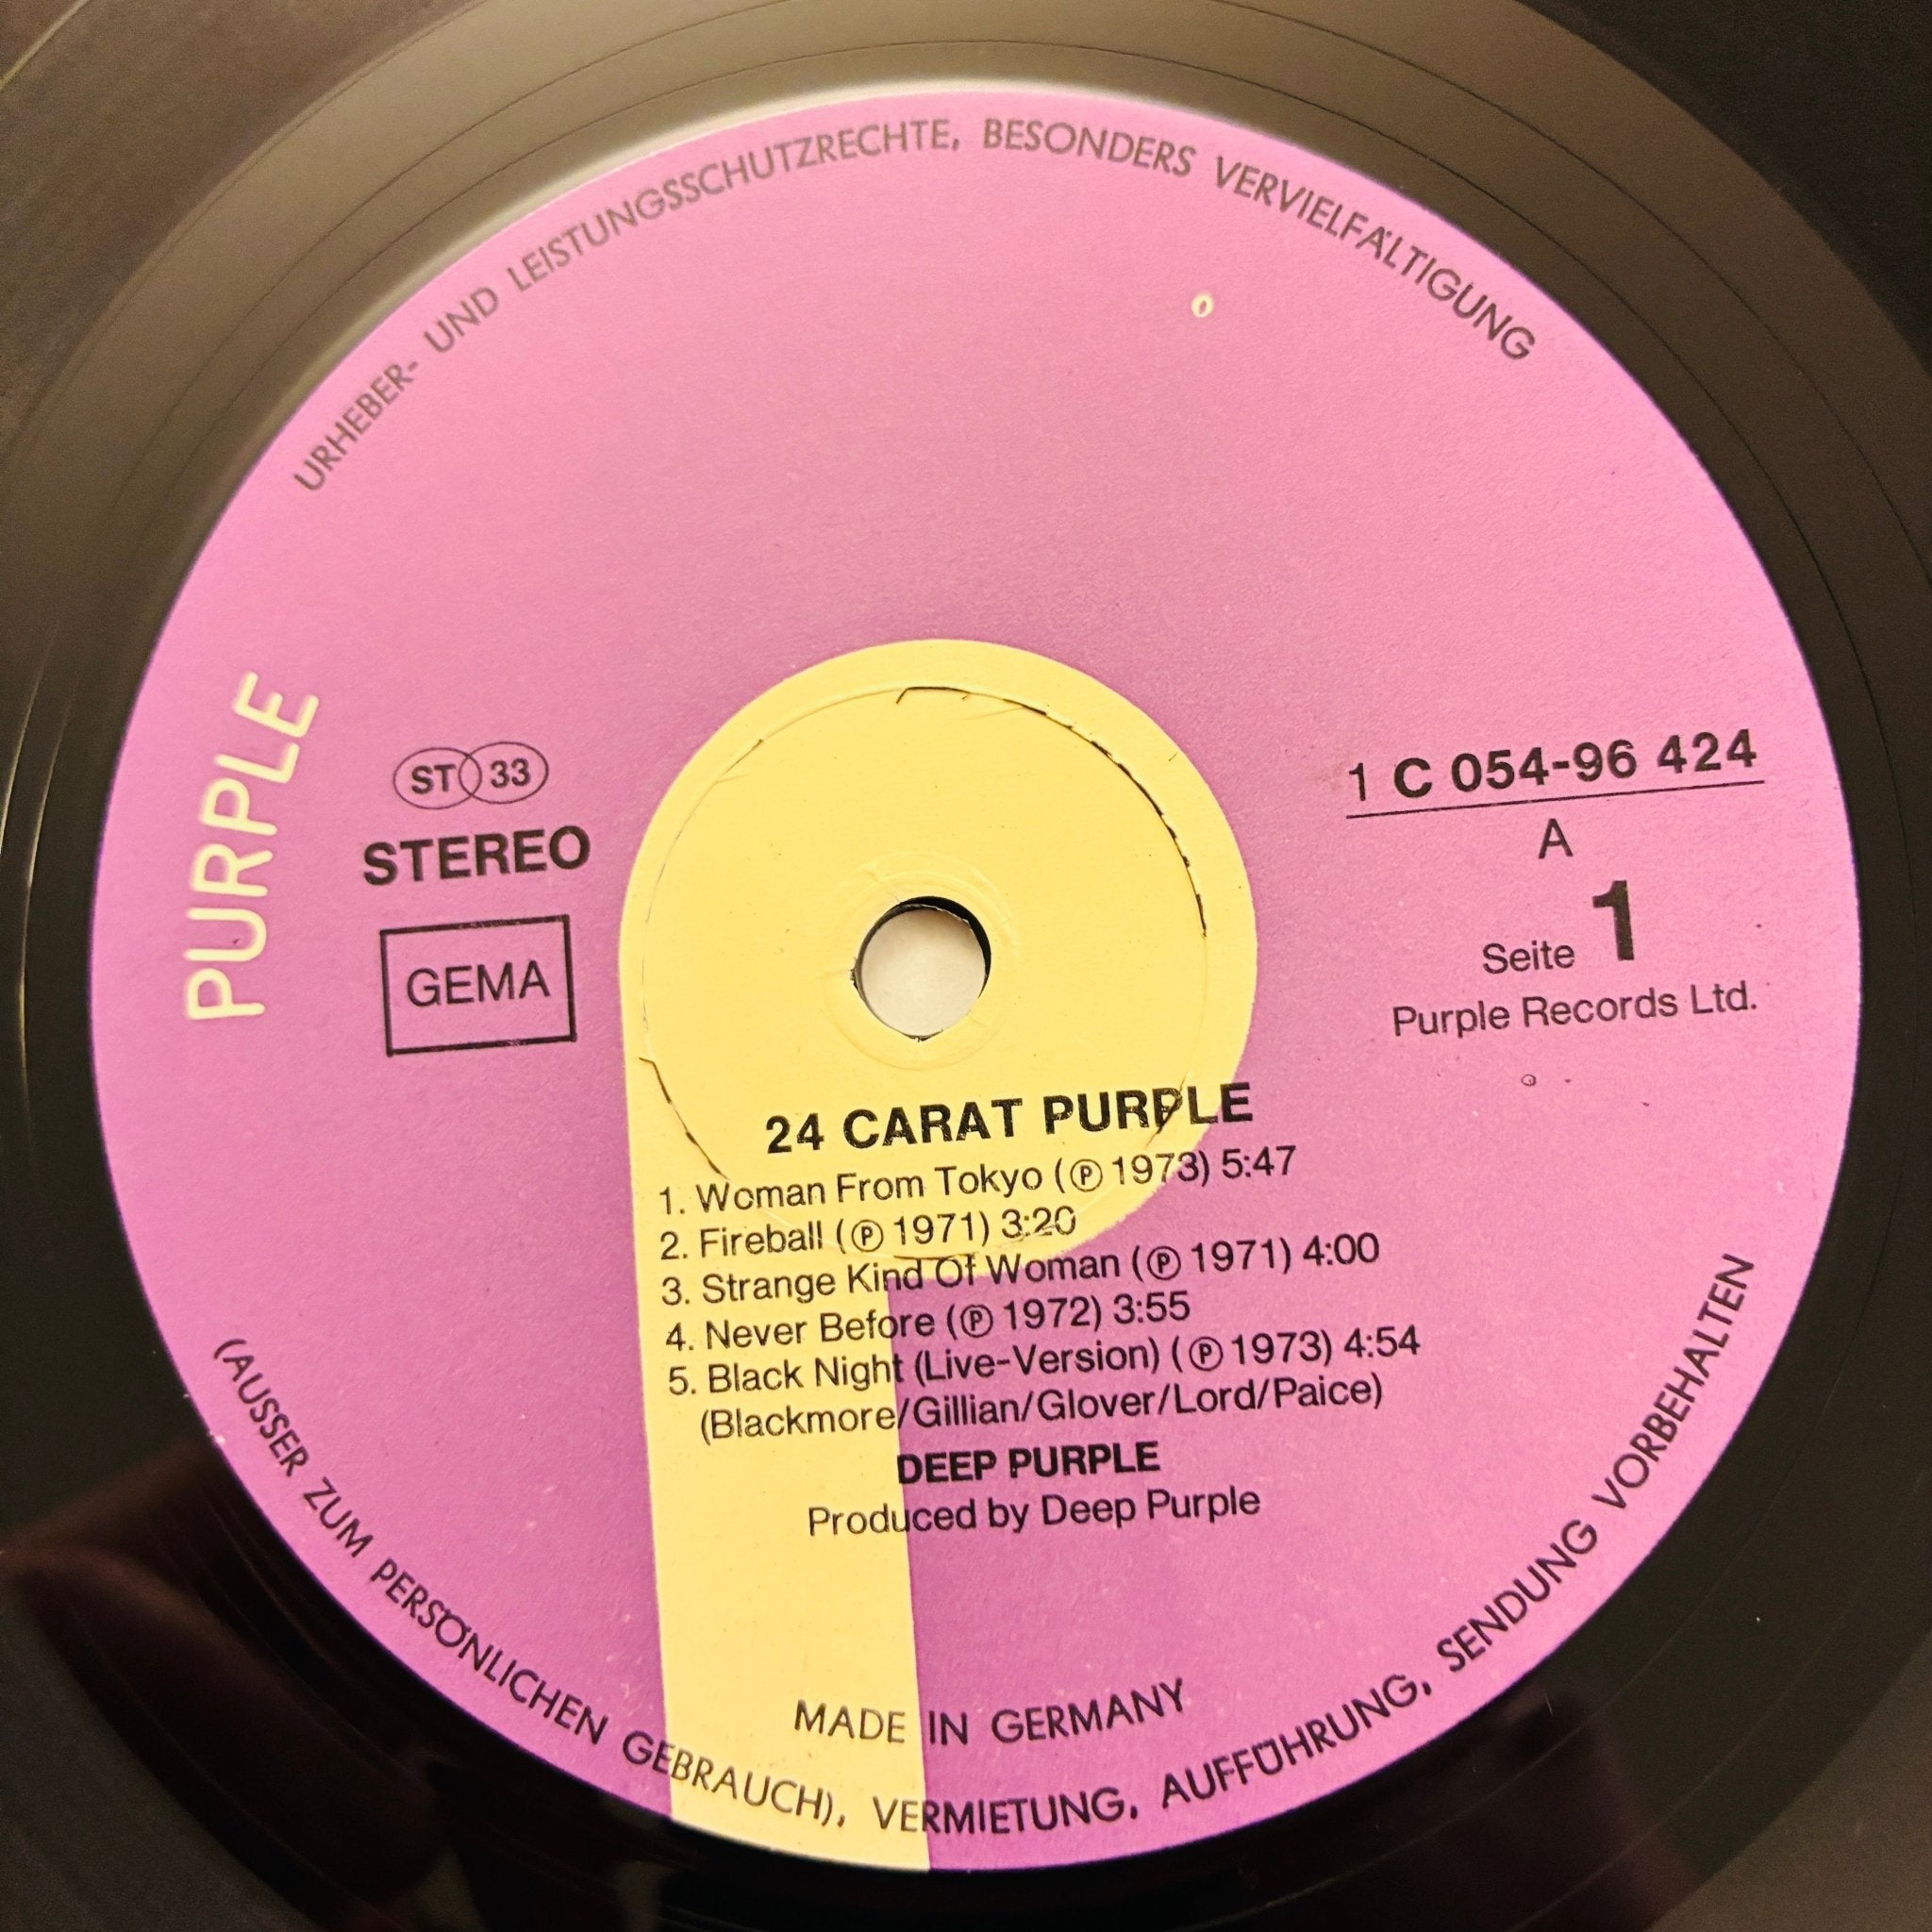 URHEBER- UND LEISTUNGSSCHUTZRECHTE, BESONDERS VERVIELFÄLTIGUNG
PURPLE
ST 33
STEREO
GEMA
1 C 054-96 424
A
Seite 1
Purple Records Ltd.
24 CARAT PURPLE
1. Woman From Tokyo (℗ 1973) 5:47
2. Fireball (℗ 1971) 3:20
3. Strange Kind Of Woman (℗ 1971) 4:00
4. Never Before (℗ 1972) 3:55
5. Black Night (Live-Version) (℗ 1973) 4:54
(Blackmore/Gillian/Glover/Lord/Paice)
DEEP PURPLE
Produced by Deep Purple
MADE IN GERMANY
(AUSSER ZUM PERSÖNLICHEN GEBRAUCH), VERMIETUNG, AUFFÜHRUNG, SENDUNG VORBEHALTEN